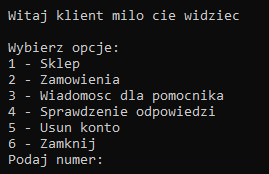 Witaj klient milo cie widziec
Wybierz opcje:
1 - Sklep
2 - Zamowienia
3 - Wiadomosc dla pomocnika
4 - Sprawdzenie odpowiedzi
5 - Usun konto
6 - Zamknij
Podaj numer: